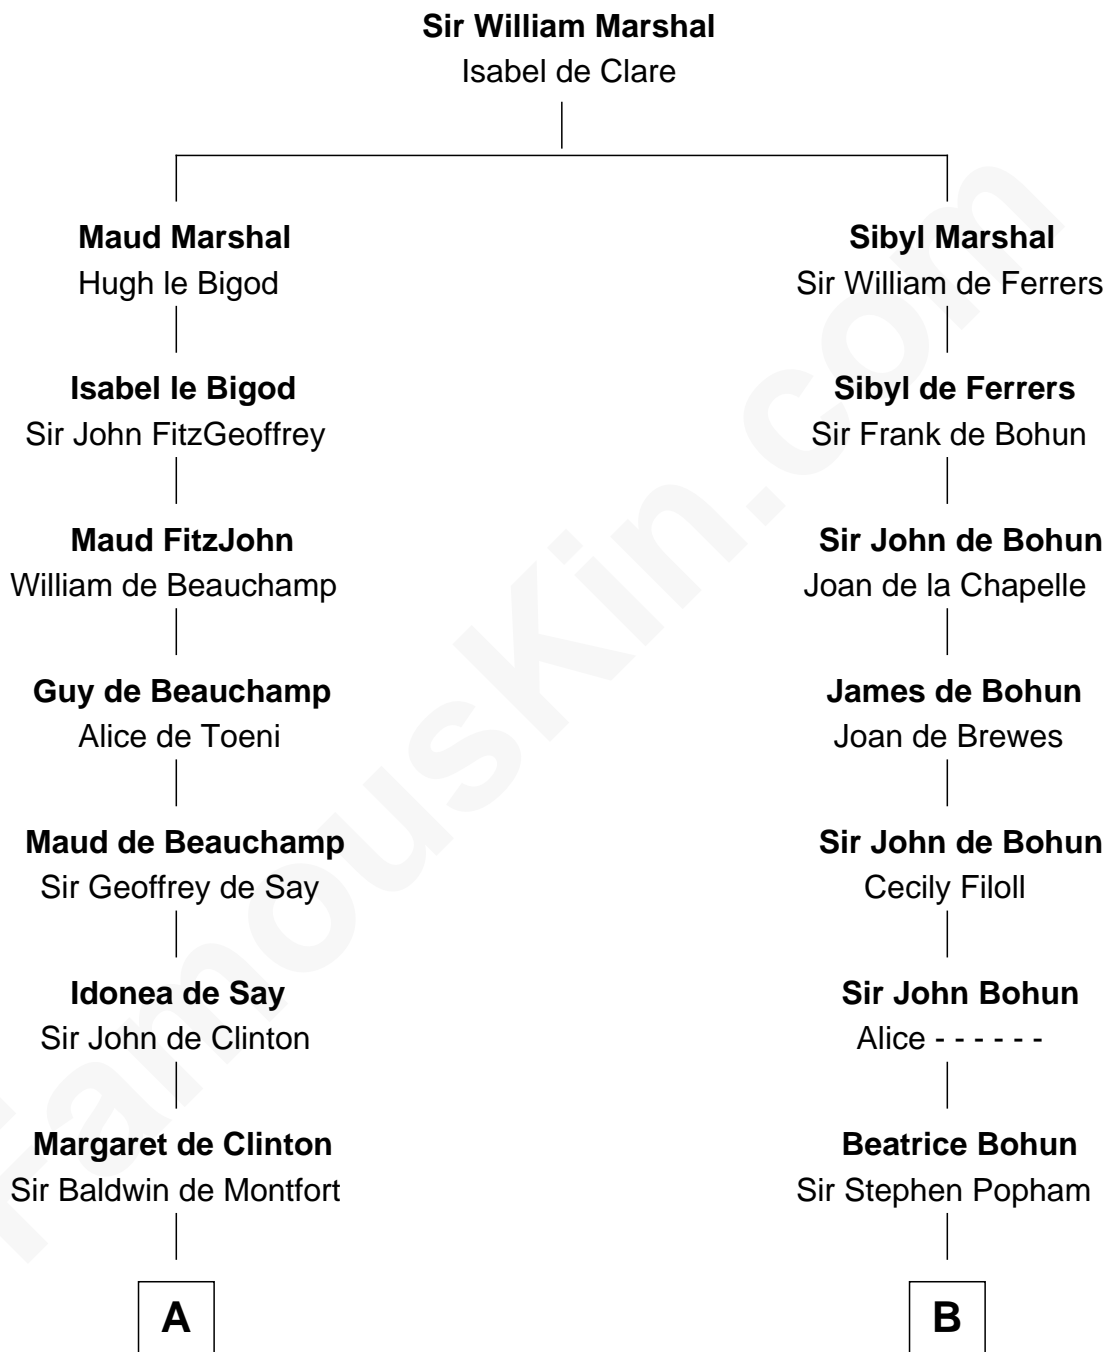 Sir William Marshal
Isabel de Clare
Maud Marshal
Hugh le Bigod
Isabel le Bigod
Sir John FitzGeoffrey
Maud FitzJohn
William de Beauchamp
Guy de Beauchamp
Alice de Toeni
Maud de Beauchamp
Sir Geoffrey de Say
Idonea de Say
Sir John de Clinton
Margaret de Clinton
Sir Baldwin de Montfort
A
Sibyl Marshal
Sir William de Ferrers
Sibyl de Ferrers
Sir Frank de Bohun
Sir John de Bohun
Joan de la Chapelle
James de Bohun
Joan de Brewes
Sir John de Bohun
Cecily Filoll
Sir John Bohun
Alice - - - - - -
Beatrice Bohun
Sir Stephen Popham
B
FamousKin.com